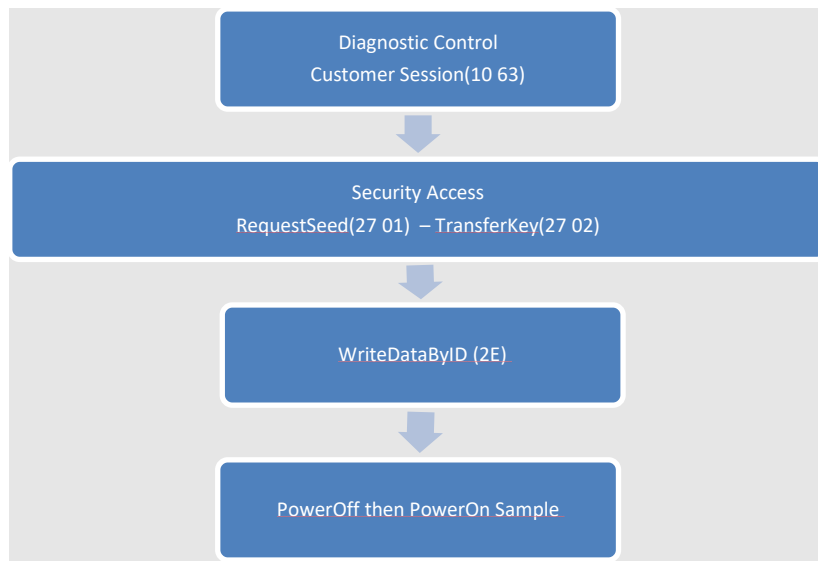 Diagnostic Control
Customer Session(10 63)
Security Access
RequestSeed(27 01) – TransferKey(27 02)
WriteDataByID (2E)
PowerOff then PowerOn Sample